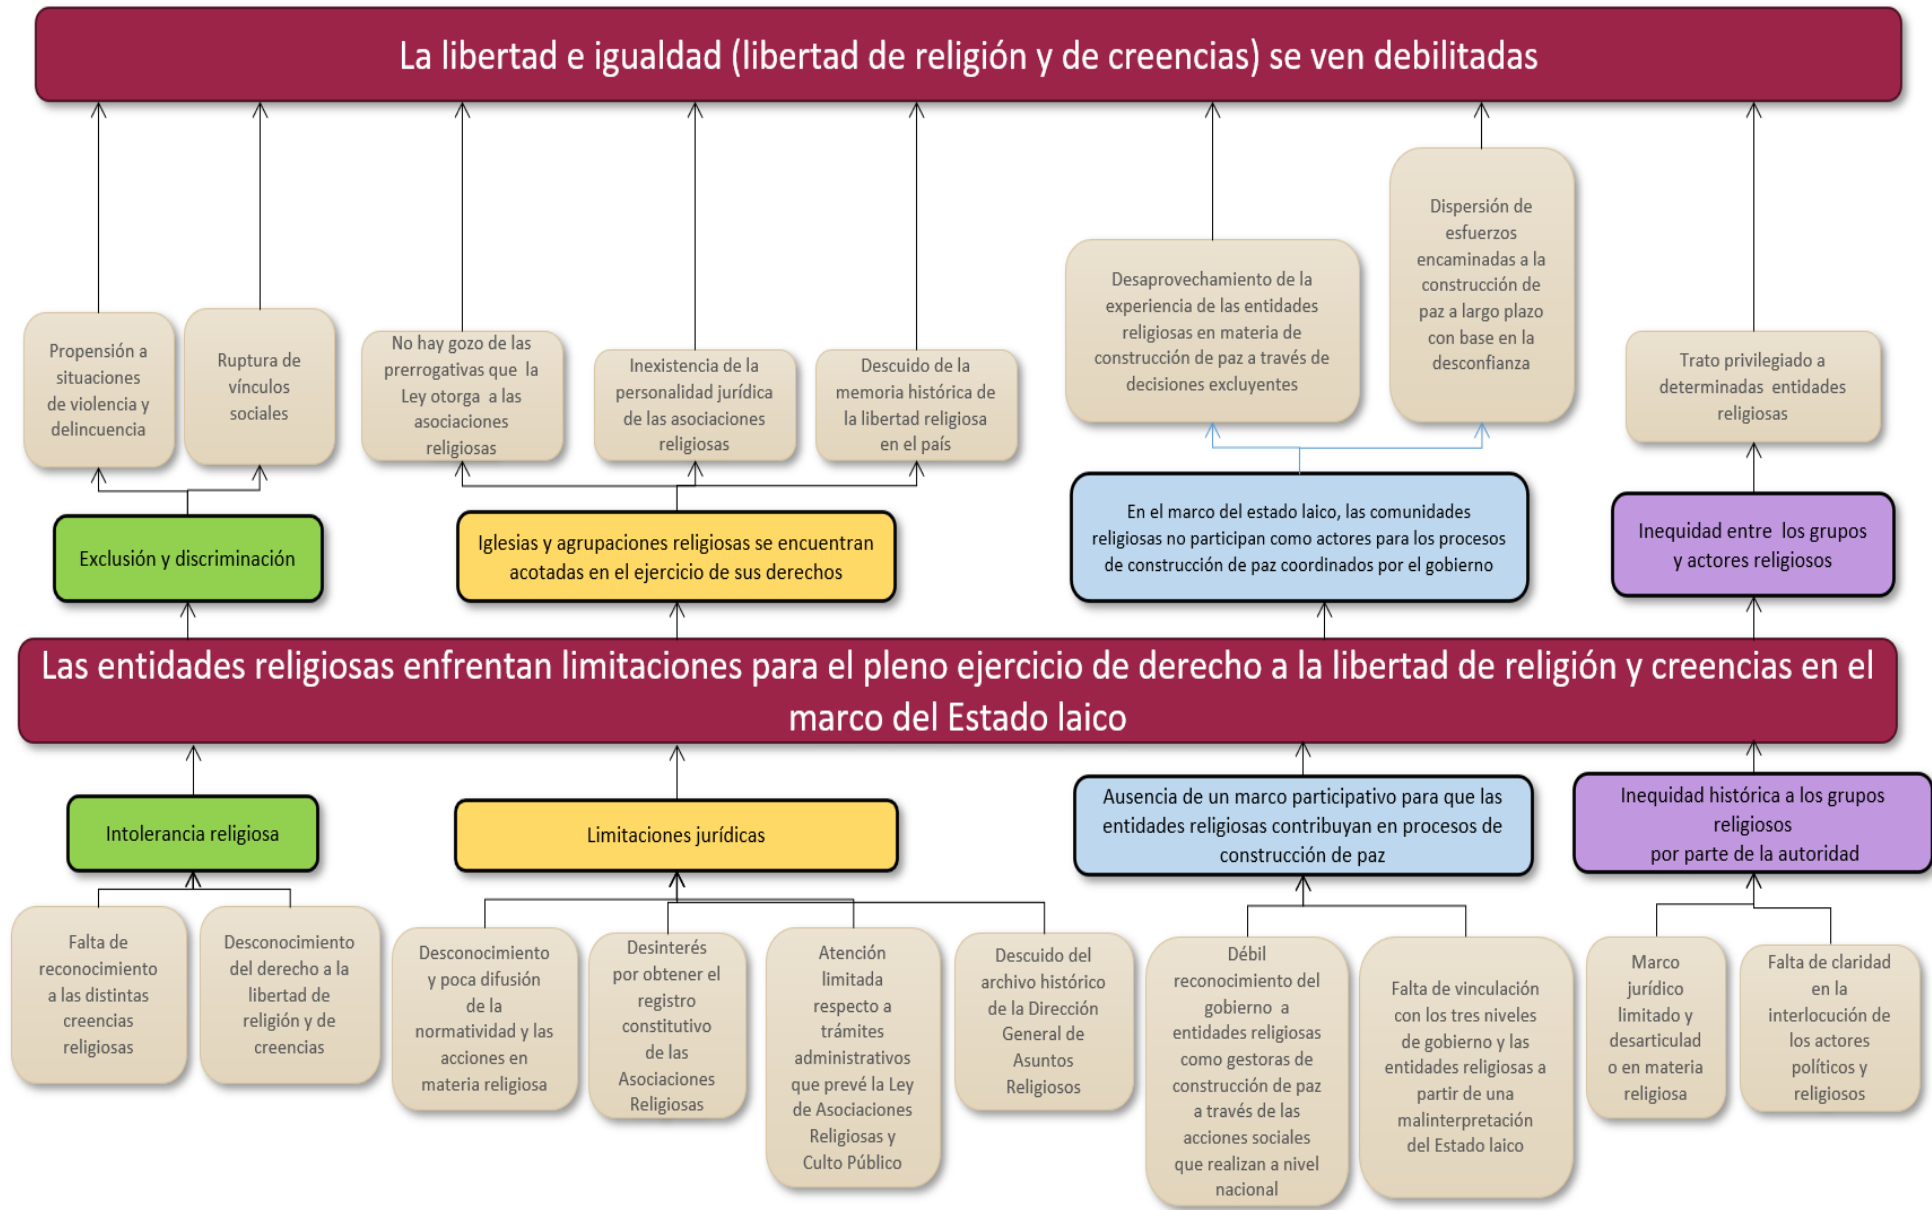 La libertad e igualdad (libertad de religión y de creencias) se ven debilitadas
Propensión a
situaciones
de violencia y
delincuencia
Ruptura de
vínculos
sociales
No hay gozo de las
prerrogativas que la
Ley otorga a las
asociaciones
religiosas
Inexistencia de la
personalidad jurídica
de las asociaciones
religiosas
Descuido de la
memoria histórica de
la libertad religiosa
en el país
Desaprovechamiento de la
experiencia de las entidades
religiosas en materia de
construcción de paz a través de
decisiones excluyentes
Dispersión de
esfuerzos
encaminadas a la
construcción de
paz a largo plazo
con base en la
desconfianza
Trato privilegiado a
determinadas entidades
religiosas
Exclusión y discriminación
Iglesias y agrupaciones religiosas se encuentran
acotadas en el ejercicio de sus derechos
En el marco del estado laico, las comunidades
religiosas no participan como actores para los procesos
de construcción de paz coordinados por el gobierno
Inequidad entre los grupos
y actores religiosos
Las entidades religiosas enfrentan limitaciones para el pleno ejercicio de derecho a la libertad de religión y creencias en el
marco del Estado laico
Intolerancia religiosa
Limitaciones jurídicas
Ausencia de un marco participativo para que las
entidades religiosas contribuyan en procesos de
construcción de paz
Inequidad histórica a los grupos
religiosos
por parte de la autoridad
Falta de
reconocimiento
a las distintas
creencias
religiosas
Desconocimiento
del derecho a la
libertad de
religión y de
creencias
Desconocimiento
y poca difusión
de la
normatividad y las
acciones en
materia religiosa
Desinterés
por obtener el
registro
constitutivo
de las
Asociaciones
Religiosas
Atención
limitada
respecto a
trámites
administrativos
que prevé la Ley
de Asociaciones
Religiosas y
Culto Público
Descuido del
archivo histórico
de la Dirección
General de
Asuntos
Religiosos
Débil
reconocimiento del
gobierno a
entidades religiosas
como gestoras de
construcción de paz
a través de las
acciones sociales
que realizan a nivel
nacional
Falta de vinculación
con los tres niveles
de gobierno y las
entidades religiosas a
partir de una
malinterpretación
del Estado laico
Marco
jurídico
limitado y
desarticulad
o en materia
religiosa
Falta de claridad
en la
interlocución de
los actores
políticos y
religiosos